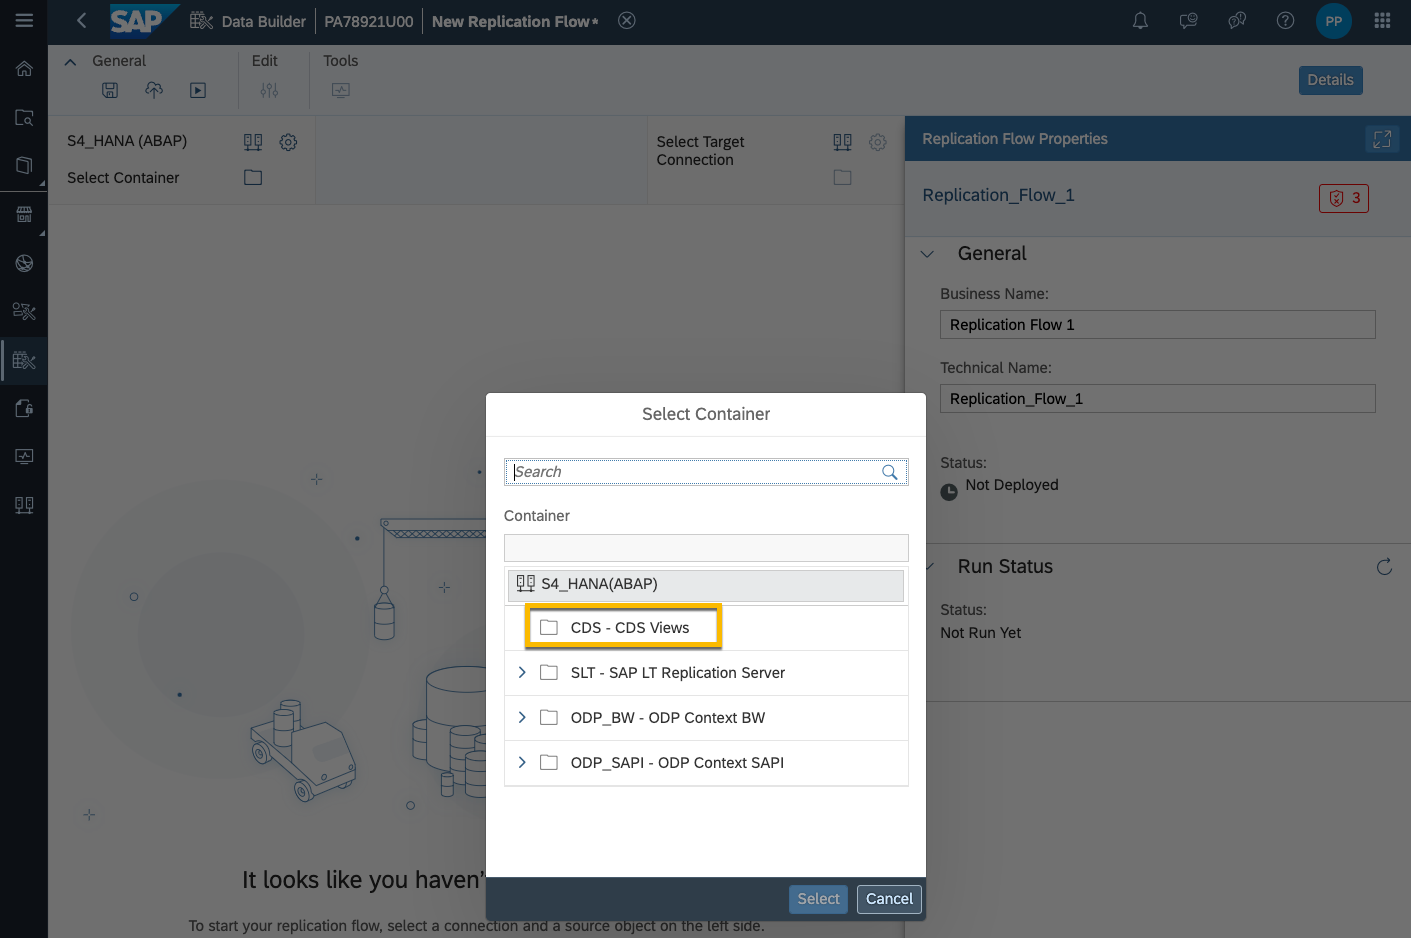 SAP Data Builder PA78921U00 New Replication Flow* PP
General Edit Tools
Details
S4_HANA (ABAP)
Select Container
Select Target
Connection
Replication Flow Properties
Replication_Flow_1
3
General
Business Name:
Replication Flow 1
Technical Name:
Replication_Flow_1
Status:
Not Deployed
Run Status
Status:
Not Run Yet
Select Container
Search
Container
S4_HANA(ABAP)
CDS - CDS Views
SLT - SAP LT Replication Server
ODP_BW - ODP Context BW
ODP_SAPI - ODP Context SAPI
Select Cancel
It looks like you haven'
To start your replication flow, select a connection and a source object on the left side.